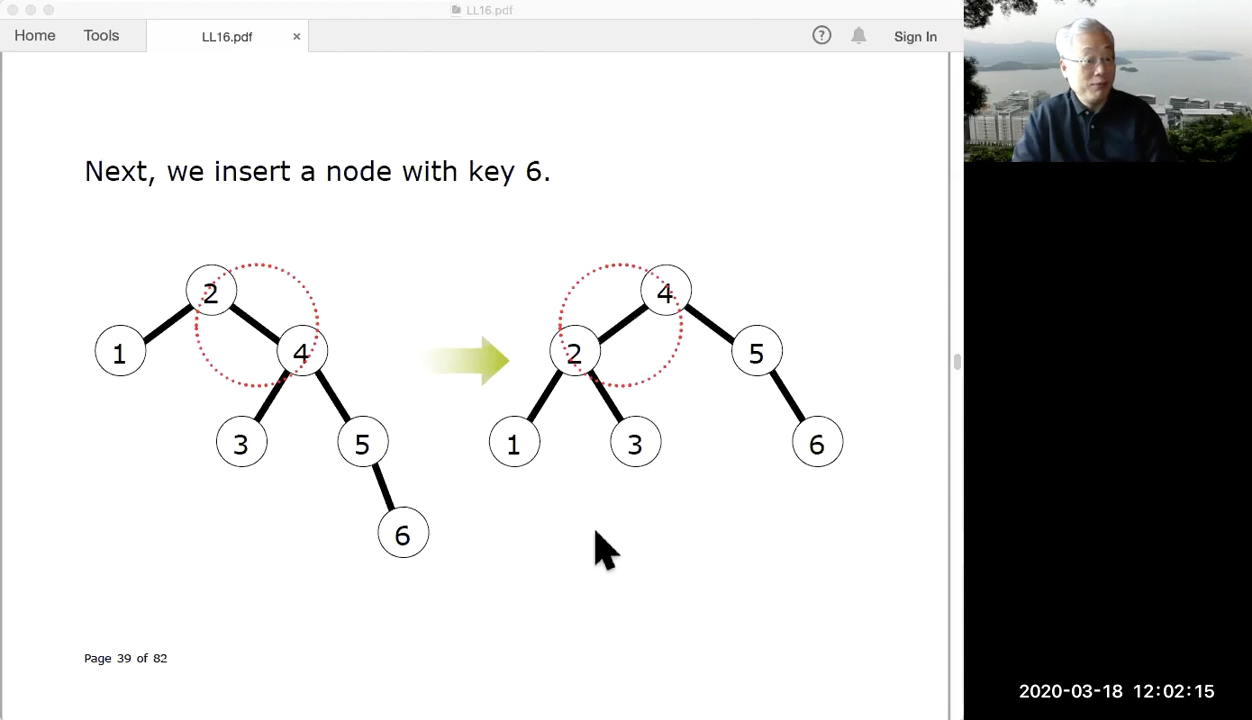 LL16.pdf
Home Tools LL16.pdf × ? Sign In
Next, we insert a node with key 6.
2 4
1 4 2 5
3 5 1 3 6
6
Page 39 of 82
2020-03-18 12:02:15